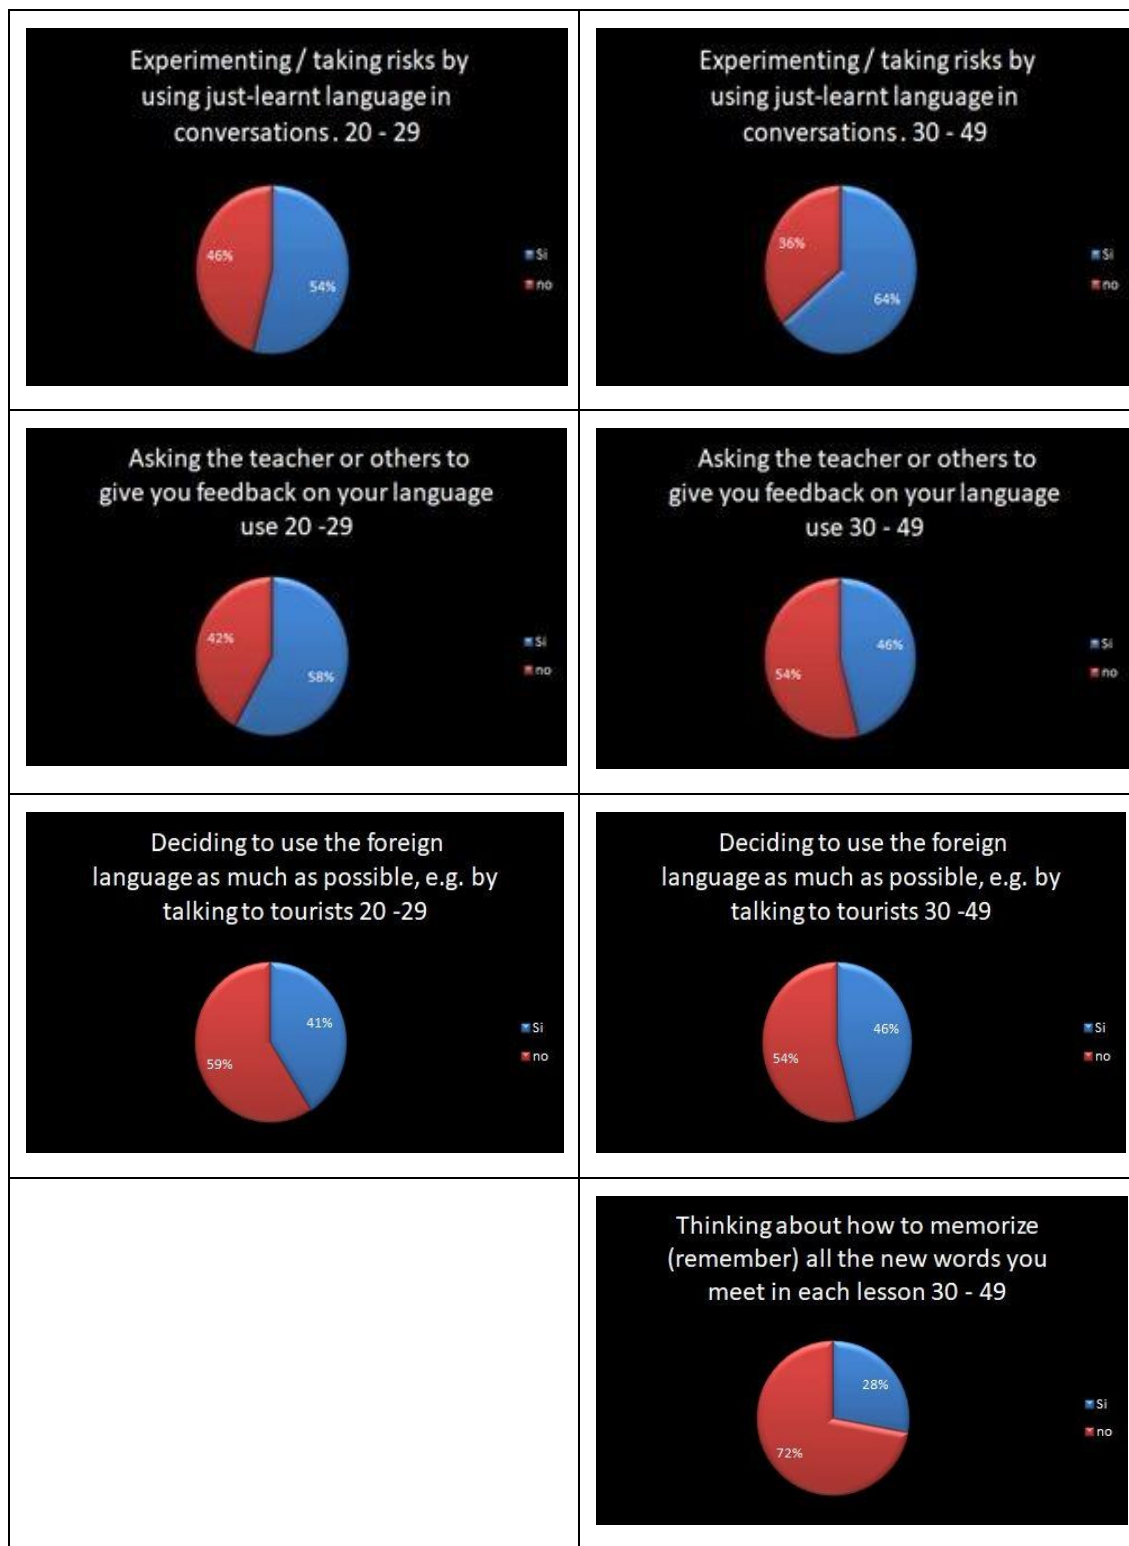 Experimenting / taking risks by
using just-learnt language in
conversations. 20 - 29
46%
54%
Si
no
Experimenting / taking risks by
using just-learnt language in
conversations. 30 - 49
36%
64%
Si
no
Asking the teacher or others to
give you feedback on your language
use 20 -29
42%
58%
Si
no
Asking the teacher or others to
give you feedback on your language
use 30 - 49
46%
54%
Si
no
Deciding to use the foreign
language as much as possible, e.g. by
talking to tourists 20 -29
41%
59%
Si
no
Deciding to use the foreign
language as much as possible, e.g. by
talking to tourists 30 -49
46%
54%
Si
no
Thinking about how to memorize
(remember) all the new words you
meet in each lesson 30 - 49
28%
72%
Si
no